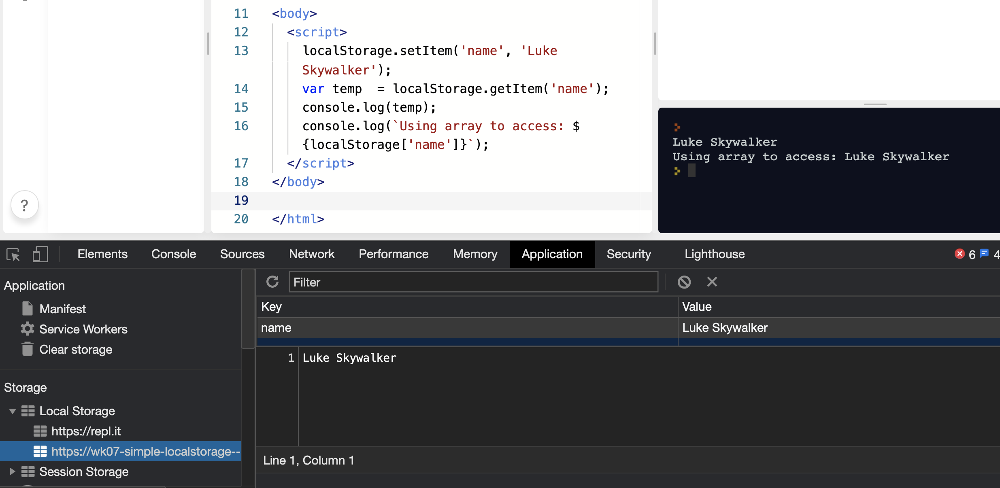 11 <body>
12 <script>
13 localStorage.setItem('name', 'Luke
Skywalker');
14 var temp  = localStorage.getItem('name');
15 console.log(temp);
16 console.log(`Using array to access: $
{localStorage['name']}`);
17 </script>
18 </body>
19
20 </html>
?
Luke Skywalker
Using array to access: Luke Skywalker
Elements Console Sources Network Performance Memory Application Security Lighthouse 6 4
Application
Manifest
Service Workers
Clear storage
Storage
Local Storage
https://repl.it
https://wk07-simple-localstorage--
Session Storage
Filter
Key Value
name Luke Skywalker
1 Luke Skywalker
Line 1, Column 1